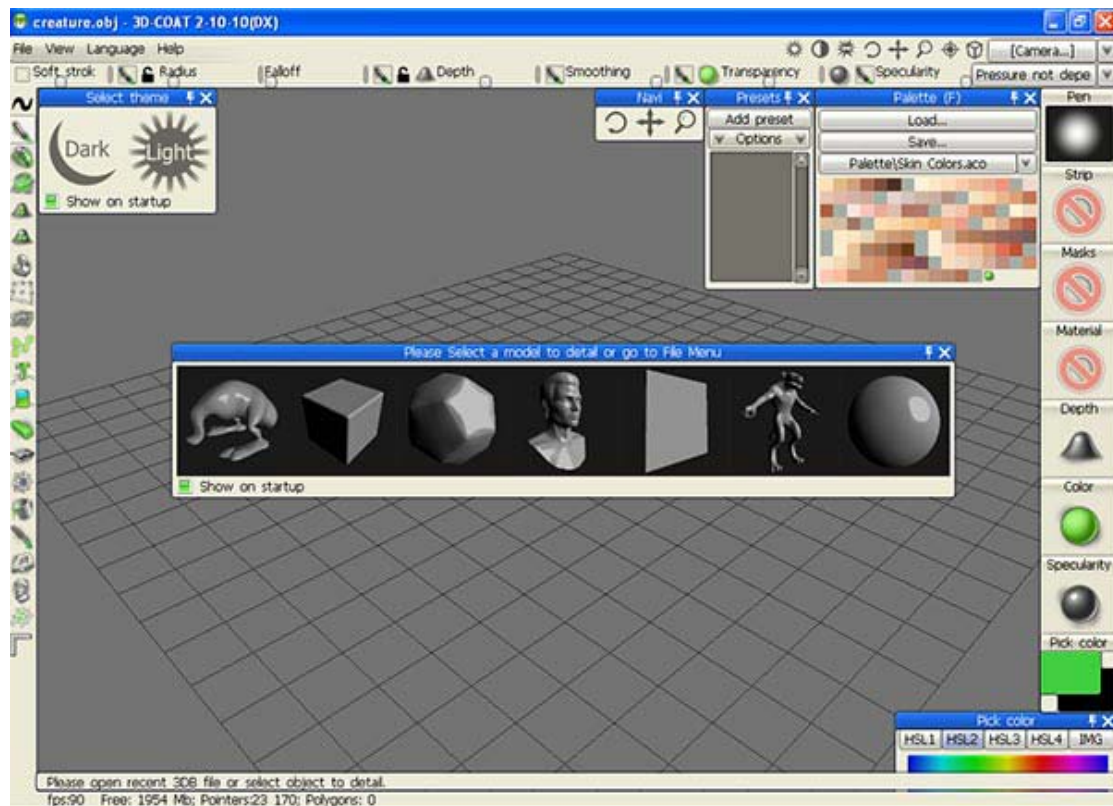 creature.obj - 3D-COAT 2-10-10(DX)
File View Language Help
[Camera...]
Soft strok Radius Falloff Depth Smoothing Transparency Specularity Pressure not depe
Select theme
Dark Light
Show on startup
Navi
Presets
Add preset
Options
Palette (F)
Load...
Save...
Palette\Skin Colors.aco
Pen
Strip
Masks
Material
Depth
Color
Specularity
Pick color
Please Select a model to detail or go to File Menu
Show on startup
Pick color
HSL1 HSL2 HSL3 HSL4 IMG
Please open recent 3DB file or select object to detail.
fps:90 Free: 1954 Mb; Pointers:23 170; Polygons: 0